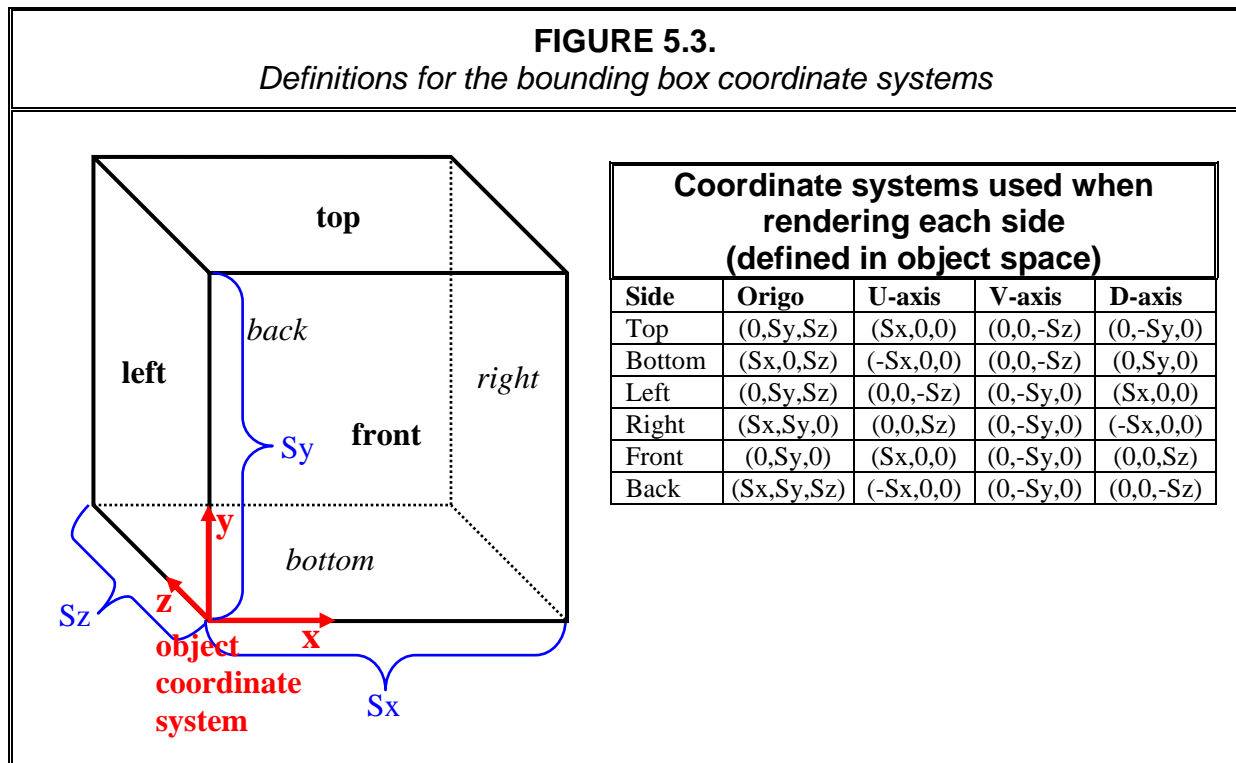 FIGURE 5.3.
Definitions for the bounding box coordinate systems
top
back
left
right
front
Sy
y
bottom
z
Sz
x
object
coordinate
system
Sx
Coordinate systems used when
rendering each side
(defined in object space)
Side Origo U-axis V-axis D-axis
Top (0,Sy,Sz) (Sx,0,0) (0,0,-Sz) (0,-Sy,0)
Bottom (Sx,0,Sz) (-Sx,0,0) (0,0,-Sz) (0,Sy,0)
Left (0,Sy,Sz) (0,0,-Sz) (0,-Sy,0) (Sx,0,0)
Right (Sx,Sy,0) (0,0,Sz) (0,-Sy,0) (-Sx,0,0)
Front (0,Sy,0) (Sx,0,0) (0,-Sy,0) (0,0,Sz)
Back (Sx,Sy,Sz) (-Sx,0,0) (0,-Sy,0) (0,0,-Sz)